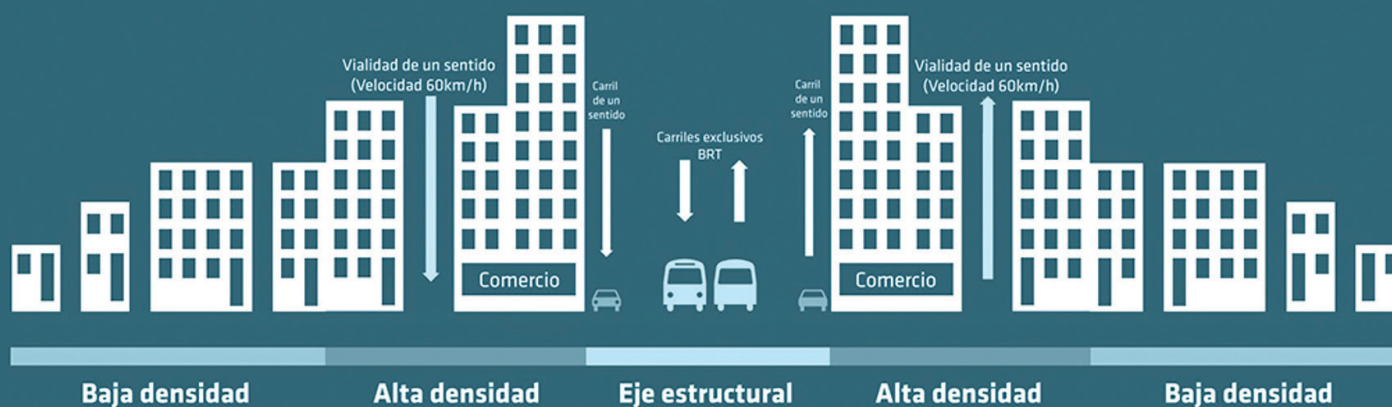 Vialidad de un sentido
(Velocidad 60km/h)
Carril
de un
sentido
Carriles exclusivos
BRT
Carril
de un
sentido
Vialidad de un sentido
(Velocidad 60km/h)
Comercio
Comercio
Baja densidad
Alta densidad
Eje estructural
Alta densidad
Baja densidad